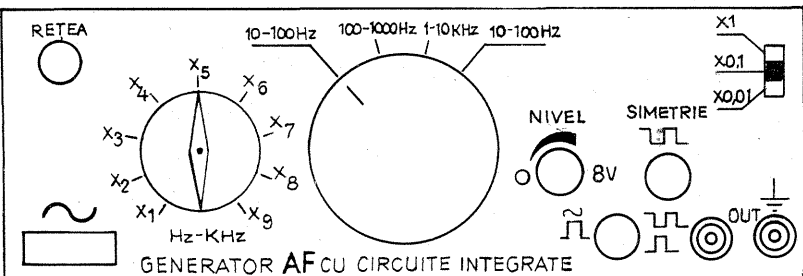 RETEA
10-100Hz
100-1000Hz
1-10KHz
10-100Hz
X1
X0,1
X0,01
X1
X2
X3
X4
X5
X6
X7
X8
X9
Hz-KHz
NIVEL
8V
SIMETRIE
OUT
GENERATOR AF CU CIRCUITE INTEGRATE